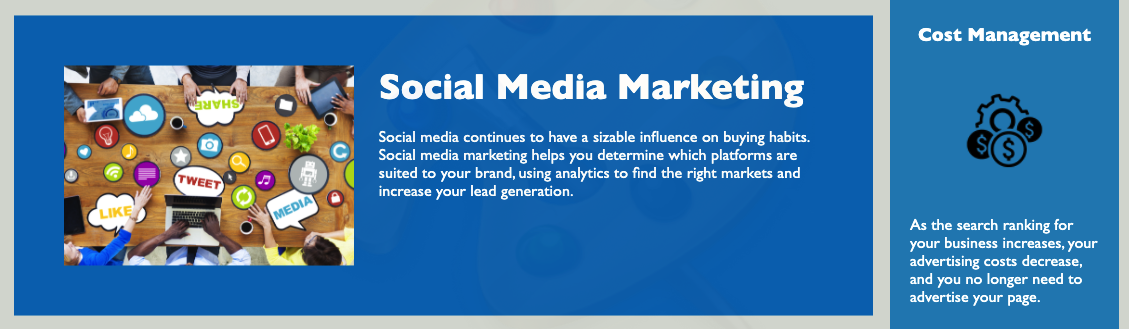 Social Media Marketing
Social media continues to have a sizable influence on buying habits.
Social media marketing helps you determine which platforms are
suited to your brand, using analytics to find the right markets and
increase your lead generation.
SHARE
TWEET
LIKE
MEDIA
Cost Management
$ $ $
As the search ranking for
your business increases, your
advertising costs decrease,
and you no longer need to
advertise your page.